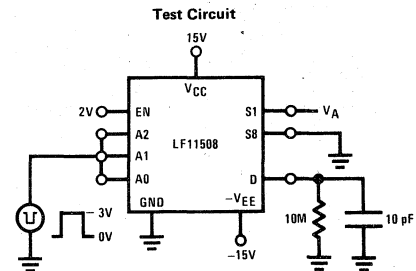 Test Circuit
15V
VCC
2V EN S1 VA
A2 S8
LF11508
A1
A0 D
GND -VEE
3V
0V
10M 10 pF
-15V